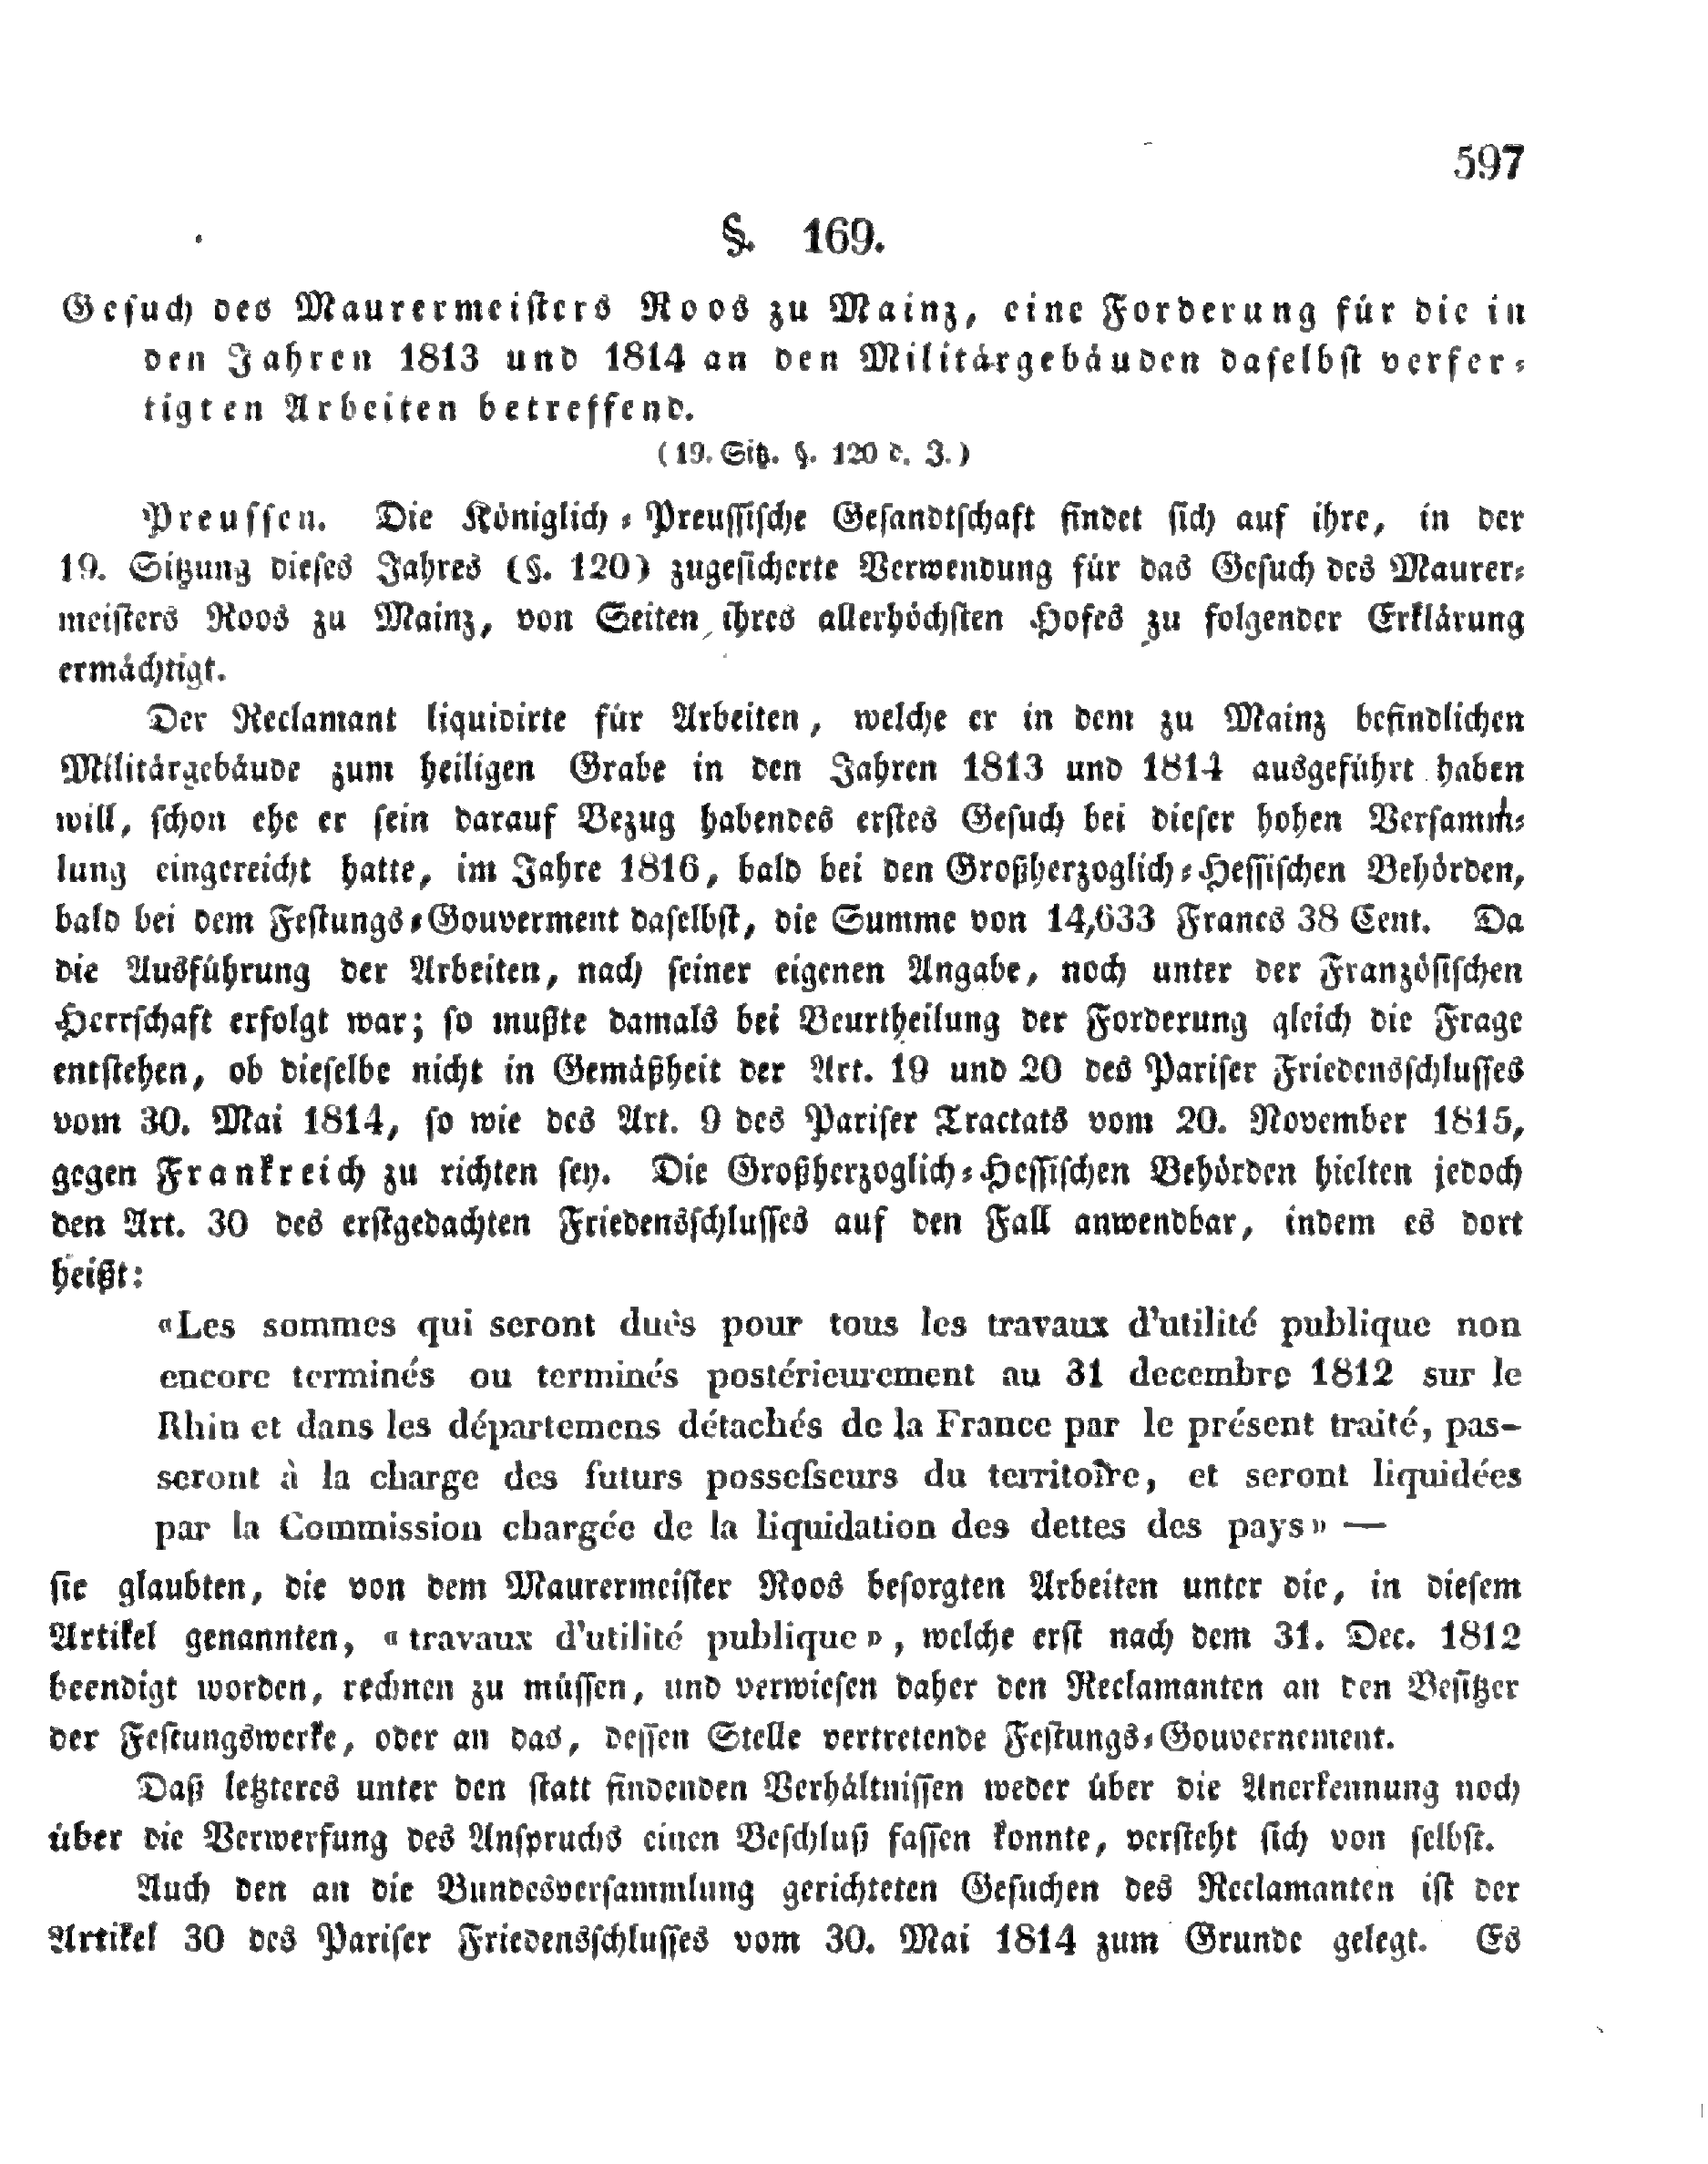 597
§. 169.
Gesuch des Maurermeisters Roos zu Mainz, eine Forderung für die in
den Jahren 1813 und 1814 an den Militärgebäuden daselbst verfer-
tigten Arbeiten betreffend.
(19. Sitz. §. 120 d. J.)
Preussen. Die Königlich-Preussische Gesandtschaft findet sich auf ihre, in der
19. Sitzung dieses Jahres (§. 120) zugesicherte Verwendung für das Gesuch des Maurer-
meisters Roos zu Mainz, von Seiten ihres allerhöchsten Hofes zu folgender Erklärung
ermächtigt.
Der Reclamant liquidirte für Arbeiten, welche er in dem zu Mainz befindlichen
Militärgebäude zum heiligen Grabe in den Jahren 1813 und 1814 ausgeführt haben
will, schon ehe er sein darauf Bezug habendes erstes Gesuch bei dieser hohen Versamm-
lung eingereicht hatte, im Jahre 1816, bald bei den Großherzoglich-Hessischen Behörden,
bald bei dem Festungs-Gouverment daselbst, die Summe von 14,633 Francs 38 Cent. Da
die Ausführung der Arbeiten, nach seiner eigenen Angabe, noch unter der Französischen
Herrschaft erfolgt war; so mußte damals bei Beurtheilung der Forderung gleich die Frage
entstehen, ob dieselbe nicht in Gemäßheit der Art. 19 und 20 des Pariser Friedensschlusses
vom 30. Mai 1814, so wie des Art. 9 des Pariser Tractats vom 20. November 1815,
gegen Frankreich zu richten sey. Die Großherzoglich-Hessischen Behörden hielten jedoch
den Art. 30 des erstgedachten Friedensschlusses auf den Fall anwendbar, indem es dort
heißt:
«Les sommes qui seront duès pour tous les travaux d'utilité publique non
encore terminés ou terminés postérieurement au 31 decembre 1812 sur le
Rhin et dans les départemens détachés de la France par le présent traité, pas-
seront à la charge des futurs possesseurs du territoire, et seront liquidées
par la Commission chargée de la liquidation des dettes des pays» —
sie glaubten, die von dem Maurermeister Roos besorgten Arbeiten unter die, in diesem
Artikel genannten, «travaux d'utilité publique», welche erst nach dem 31. Dec. 1812
beendigt worden, rechnen zu müssen, und verwiesen daher den Reclamanten an den Besitzer
der Festungswerke, oder an das, dessen Stelle vertretende Festungs-Gouvernement.
Daß letzteres unter den statt findenden Verhältnissen weder über die Anerkennung noch
über die Verwerfung des Anspruchs einen Beschluß fassen konnte, versteht sich von selbst.
Auch den an die Bundesversammlung gerichteten Gesuchen des Reclamanten ist der
Artikel 30 des Pariser Friedensschlusses vom 30. Mai 1814 zum Grunde gelegt. Es